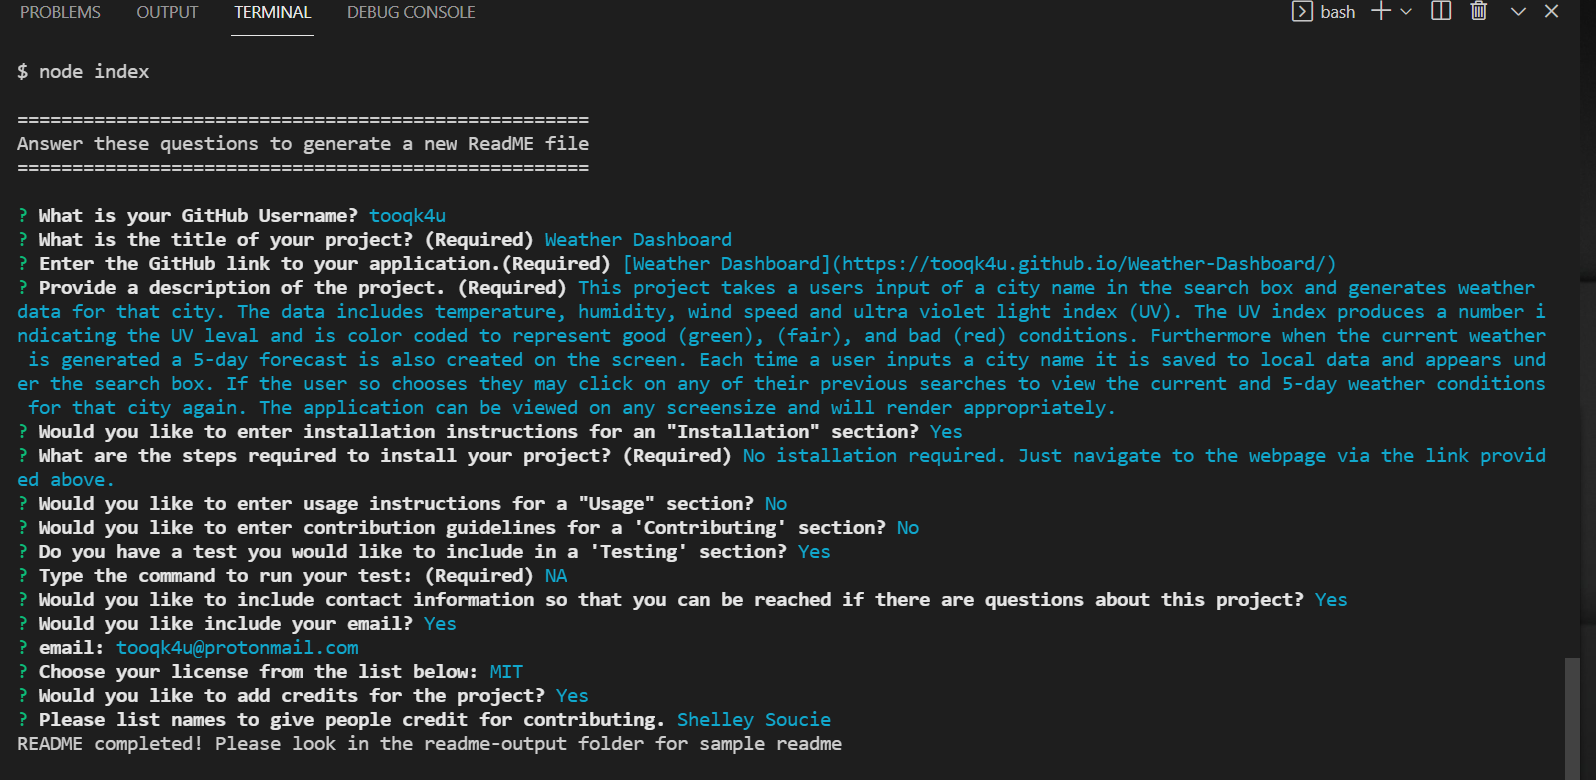 PROBLEMS OUTPUT TERMINAL DEBUG CONSOLE bash
$ node index
====================================================
Answer these questions to generate a new ReadME file
====================================================
? What is your GitHub Username? tooqk4u
? What is the title of your project? (Required) Weather Dashboard
? Enter the GitHub link to your application.(Required) [Weather Dashboard](https://tooqk4u.github.io/Weather-Dashboard/)
? Provide a description of the project. (Required) This project takes a users input of a city name in the search box and generates weather
data for that city. The data includes temperature, humidity, wind speed and ultra violet light index (UV). The UV index produces a number i
ndicating the UV leval and is color coded to represent good (green), (fair), and bad (red) conditions. Furthermore when the current weather
is generated a 5-day forecast is also created on the screen. Each time a user inputs a city name it is saved to local data and appears und
er the search box. If the user so chooses they may click on any of their previous searches to view the current and 5-day weather conditions
for that city again. The application can be viewed on any screensize and will render appropriately.
? Would you like to enter installation instructions for an "Installation" section? Yes
? What are the steps required to install your project? (Required) No istallation required. Just navigate to the webpage via the link provid
ed above.
? Would you like to enter usage instructions for a "Usage" section? No
? Would you like to enter contribution guidelines for a 'Contributing' section? No
? Do you have a test you would like to include in a 'Testing' section? Yes
? Type the command to run your test: (Required) NA
? Would you like to include contact information so that you can be reached if there are questions about this project? Yes
? Would you like include your email? Yes
? email: tooqk4u@protonmail.com
? Choose your license from the list below: MIT
? Would you like to add credits for the project? Yes
? Please list names to give people credit for contributing. Shelley Soucie
README completed! Please look in the readme-output folder for sample readme